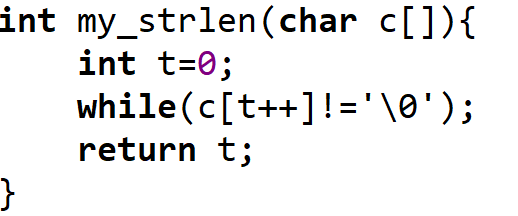 int my_strlen(char c[]){
    int t=0;
    while(c[t++]!='\0');
    return t;
}